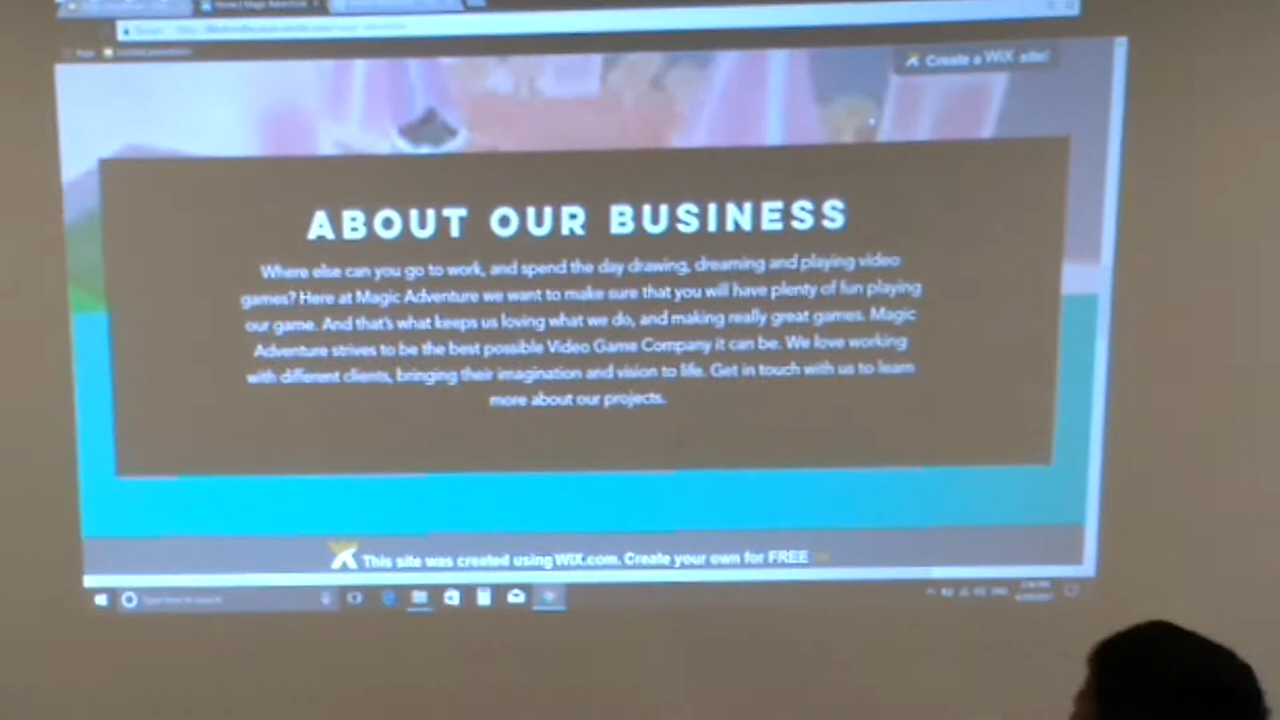 Create a WiX site!
ABOUT OUR BUSINESS
Where else can you go to work, and spend the day drawing, dreaming and playing video
games? Here at Magic Adventure we want to make sure that you will have plenty of fun playing
our game. And that's what keeps us loving what we do, and making really great games. Magic
Adventure strives to be the best possible Video Game Company it can be. We love working
with different clients, bringing their imagination and vision to life. Get in touch with us to learn
more about our projects.
This site was created using WIX.com. Create your own for FREE